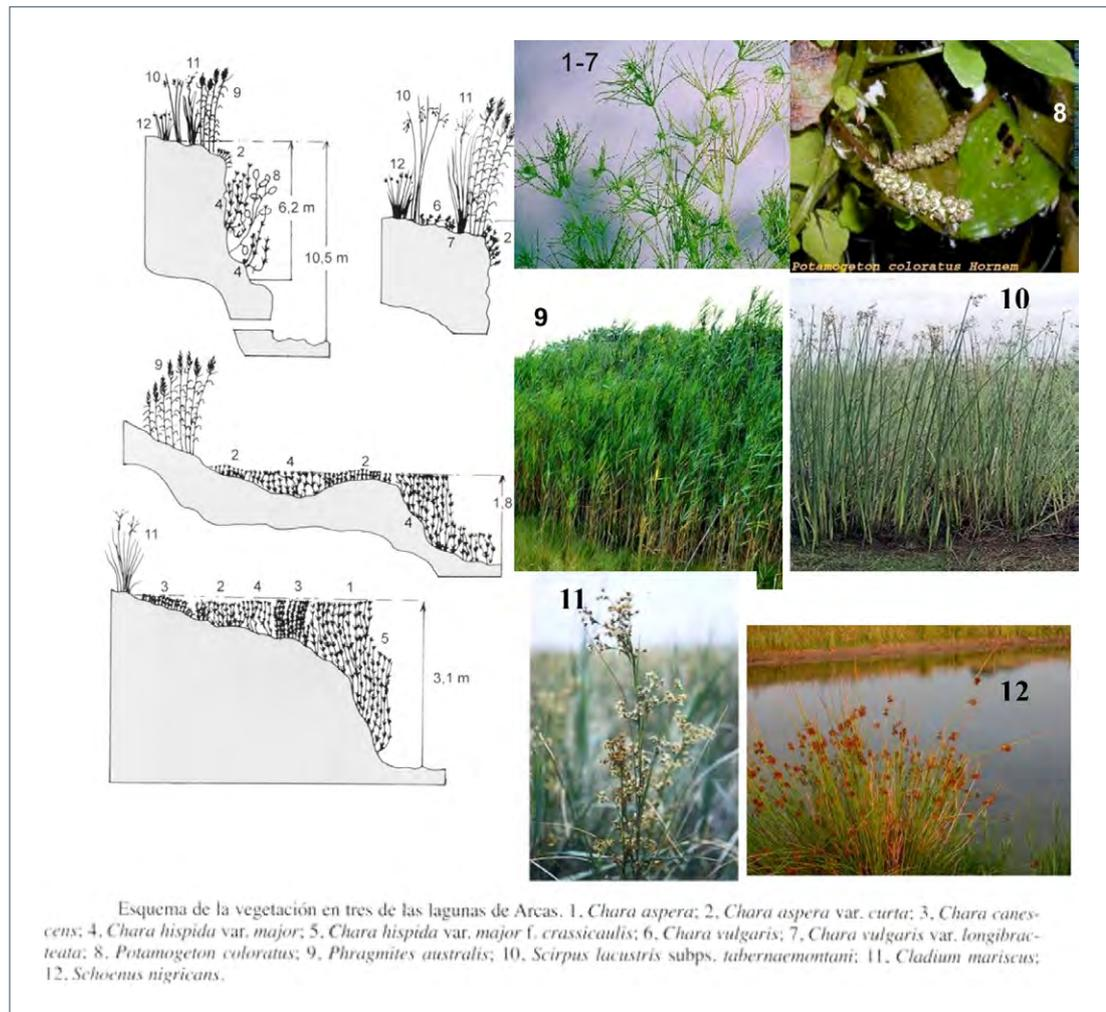 10 11 9
12
2
8
4
6,2 m
10,5 m
4
10 11
12
6
7
2
9
2 4 2
4
1,8
11
3 2 4 3 1
5
3,1 m
1-7
8
Potamogeton coloratus Hornem
9
10
11
12
Esquema de la vegetación en tres de las lagunas de Arcas. 1, Chara aspera; 2, Chara aspera var. curta; 3, Chara canes-
cens; 4, Chara hispida var. major; 5, Chara hispida var. major f. crassicaulis; 6, Chara vulgaris; 7, Chara vulgaris var. longibrac-
teata; 8, Potamogeton coloratus; 9, Phragmites australis; 10, Scirpus lacustris subps. tabernaemontani; 11, Cladium mariscus;
12, Schoenus nigricans.